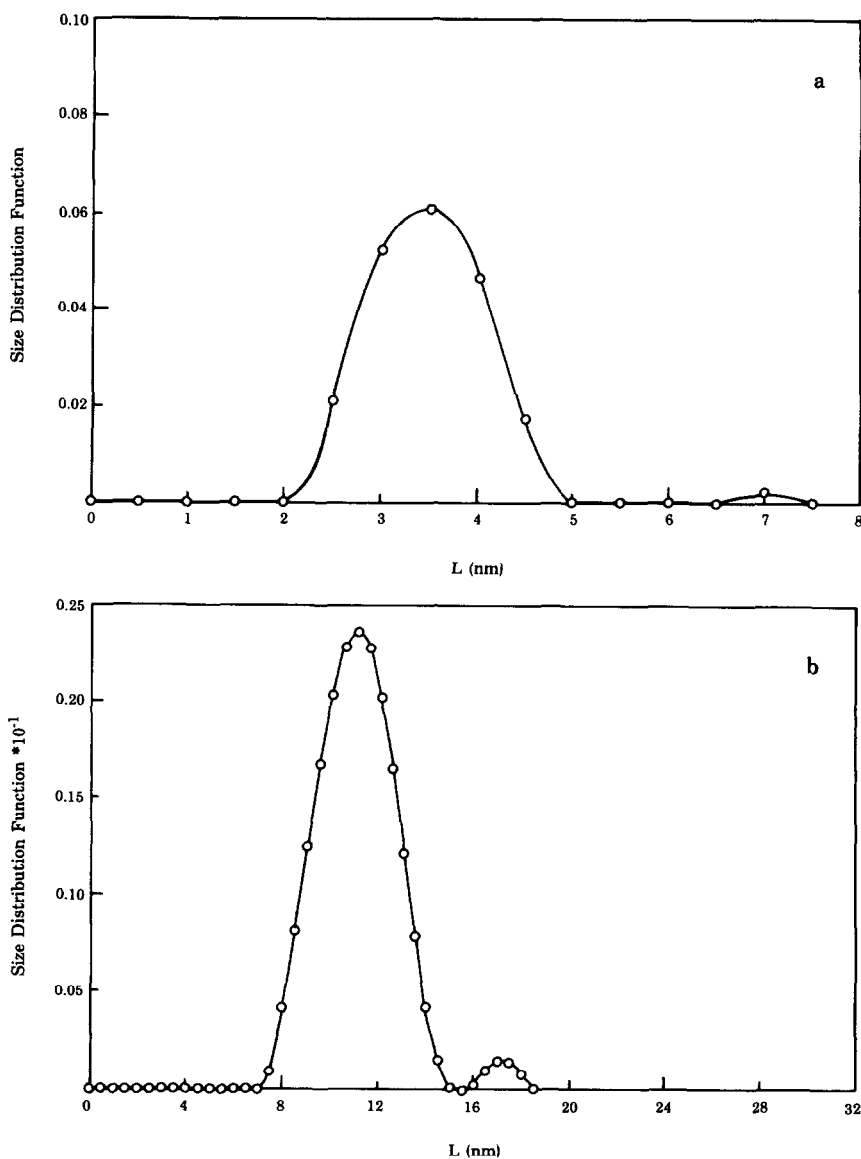 0.10
a
0.08
0.06
0.04
0.02
Size Distribution Function
0 1 2 3 4 5 6 7 8
L (nm)
0.25
b
0.20
0.15
0.10
0.05
Size Distribution Function *10⁻¹
0 4 8 12 16 20 24 28 32
L (nm)